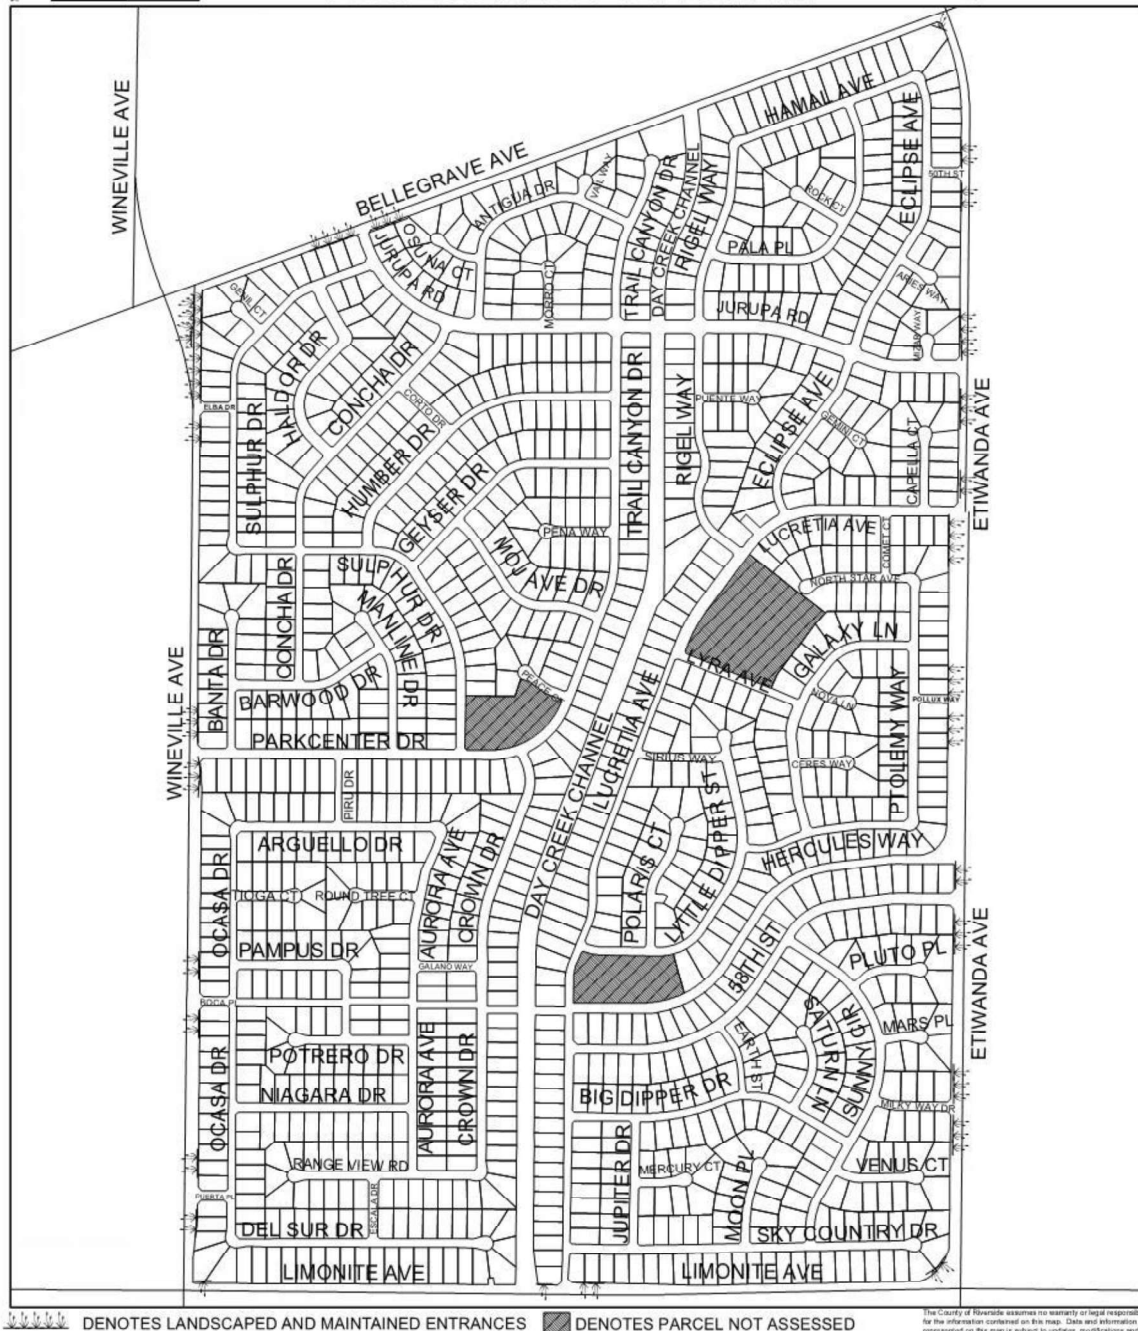 HAMAL AVE
WINEVILLE AVE
ECLIPSE AVE
BELLEGRAVE AVE
VAIL WAY
TRAIL CANYON DR
DAY CREEK CHANNEL
RIGEL WAY
50TH ST
ANTIGUA DR
ROCK CT
OSUNA CT
JURUPA RD
PALA PL
MORRO CT
ARIES WAY
GENIL CT
JURUPA RD
MIZAR WAY
HALDOR DR
CONCHA DR
TRAIL CANYON DR
RIGEL WAY
PUENTE WAY
ECLIPSE AVE
ELBA DR
CORTO DR
GEMINI CT
ETIWANDA AVE
SULPHUR DR
HUMBER DR
CAPELLA CT
GEYSER DR
LUCRETIA AVE
COMET CT
PENA WAY
MOJAVE DR
SULPHUR DR
NORTH STAR AVE
CONCHA DR
MANLINE DR
GALAXY LN
LYRA AVE
BANTA DR
BARWOOD DR
NOVA LN
PTOLEMY WAY
POLLUX WAY
WINEVILLE AVE
PARKCENTER DR
LUCRETIA AVE
SIRIUS WAY
CERES WAY
PIRU DR
DAY CREEK CHANNEL
ARGUELLO DR
AURORA AVE
CROWN DR
LITTLE DIPPER ST
HERCULES WAY
POLARIS CT
OCASA DR
TIOGA CT
ROUND TREE CT
PAMPUS DR
58TH ST
PLUTO PL
ETIWANDA AVE
GALANO WAY
BOCA PL
SATURN LN
SUNNY CIR
MARS PL
EARTH ST
POTRERO DR
AURORA AVE
CROWN DR
OCASA DR
NIAGARA DR
BIG DIPPER DR
MILKY WAY DR
JUPITER DR
MERCURY CT
MOON PL
VENUS CT
RANGE VIEW RD
PUERTA PL
ESCALA DR
DEL SUR DR
SKY COUNTRY DR
LIMONITE AVE
LIMONITE AVE
DENOTES LANDSCAPED AND MAINTAINED ENTRANCES
DENOTES PARCEL NOT ASSESSED
The County of Riverside assumes no warranty or legal responsib
for the information contained on this map. Data and information